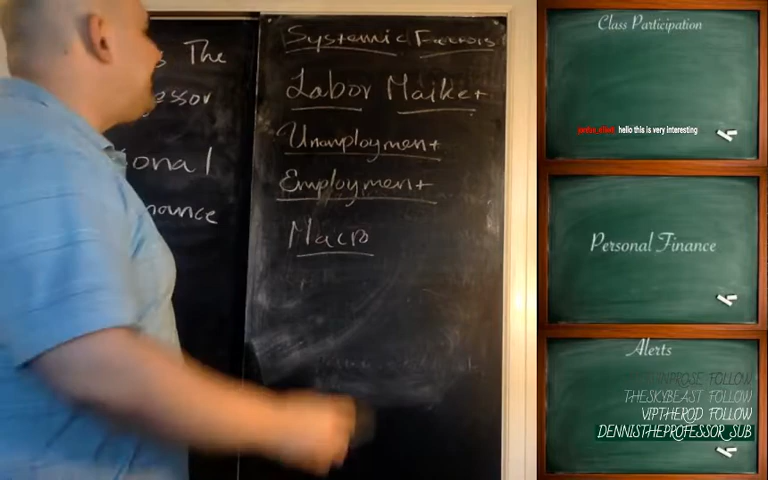 The
essor
onal
nance
Systemic Factors
Labor Market
Unemployment
Employment
Macro
Class Participation
hello this is very interesting
Personal Finance
Alerts
FOLLOW
THESKYBEAST FOLLOW
VIPTHEROD FOLLOW
DENNISTHEPROFESSOR SUB